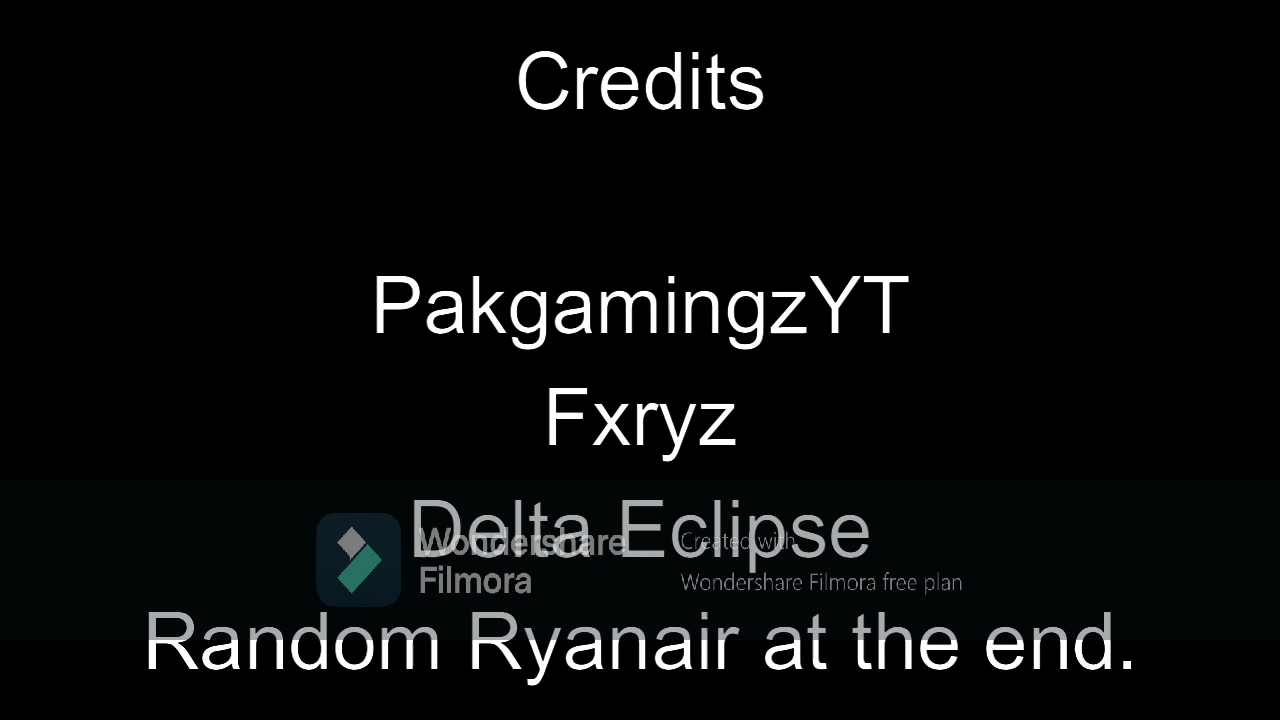 Credits
PakgamingzYT
Fxryz
Delta Eclipse
Wondershare
Filmora
Created with
Wondershare Filmora free plan
Random Ryanair at the end.